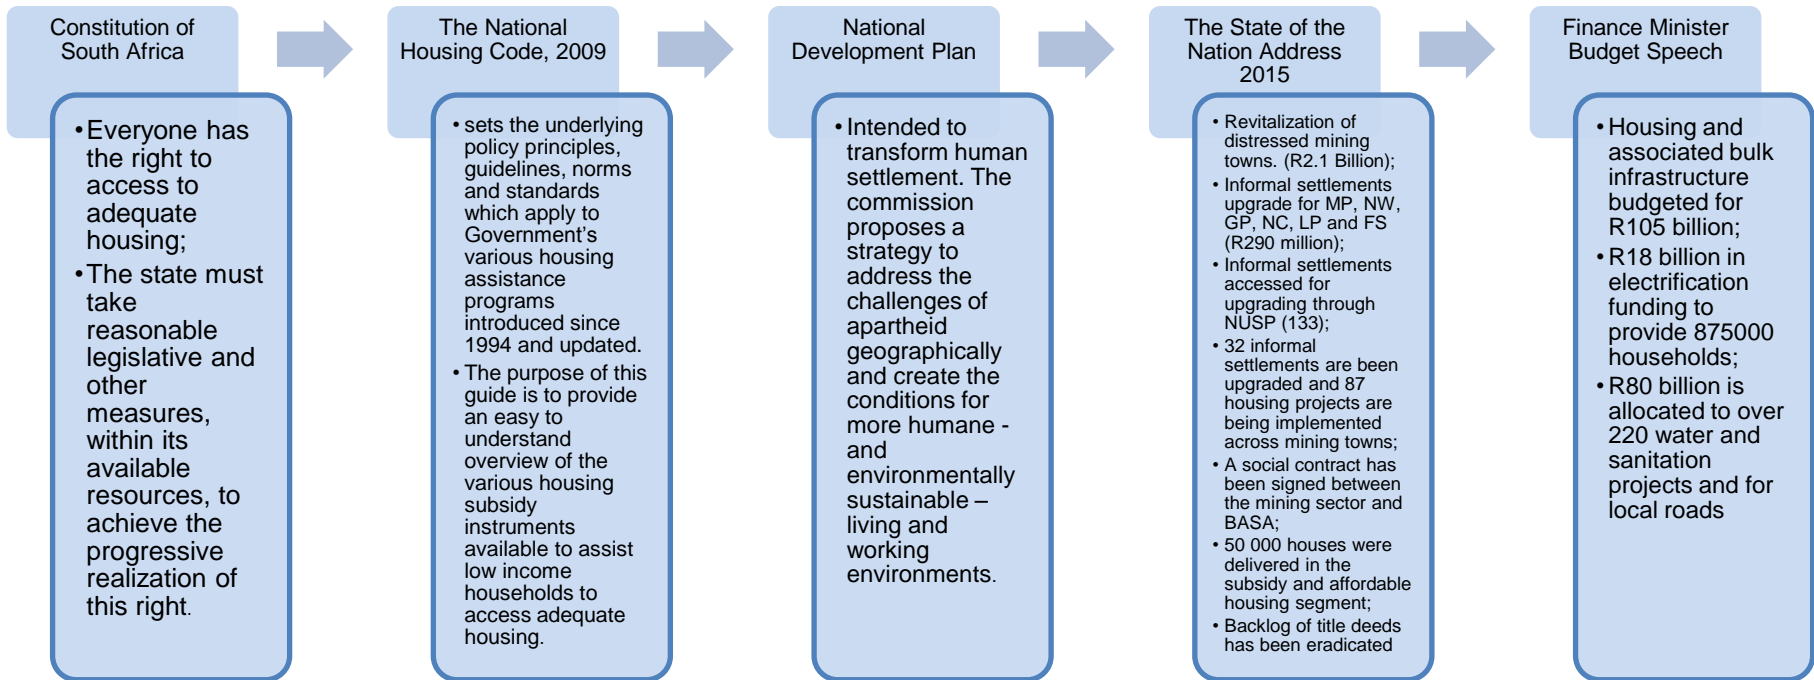 Constitution of
South Africa
•Everyone has
the right to
access to
adequate
housing;
•The state must
take
reasonable
legislative and
other
measures,
within its
available
resources, to
achieve the
progressive
realization of
this right.
The National
Housing Code, 2009
• sets the underlying
policy principles,
guidelines, norms
and standards
which apply to
Government’s
various housing
assistance
programs
introduced since
1994 and updated.
• The purpose of this
guide is to provide
an easy to
understand
overview of the
various housing
subsidy
instruments
available to assist
low income
households to
access adequate
housing.
National
Development Plan
•Intended to
transform human
settlement. The
commission
proposes a
strategy to
address the
challenges of
apartheid
geographically
and create the
conditions for
more humane -
and
environmentally
sustainable –
living and
working
environments.
The State of the
Nation Address
2015
• Revitalization of
distressed mining
towns. (R2.1 Billion);
• Informal settlements
upgrade for MP, NW,
GP, NC, LP and FS
(R290 million);
• Informal settlements
accessed for
upgrading through
NUSP (133);
• 32 informal
settlements are been
upgraded and 87
housing projects are
being implemented
across mining towns;
• A social contract has
been signed between
the mining sector and
BASA;
• 50 000 houses were
delivered in the
subsidy and affordable
housing segment;
• Backlog of title deeds
has been eradicated
Finance Minister
Budget Speech
•Housing and
associated bulk
infrastructure
budgeted for
R105 billion;
•R18 billion in
electrification
funding to
provide 875000
households;
•R80 billion is
allocated to over
220 water and
sanitation
projects and for
local roads